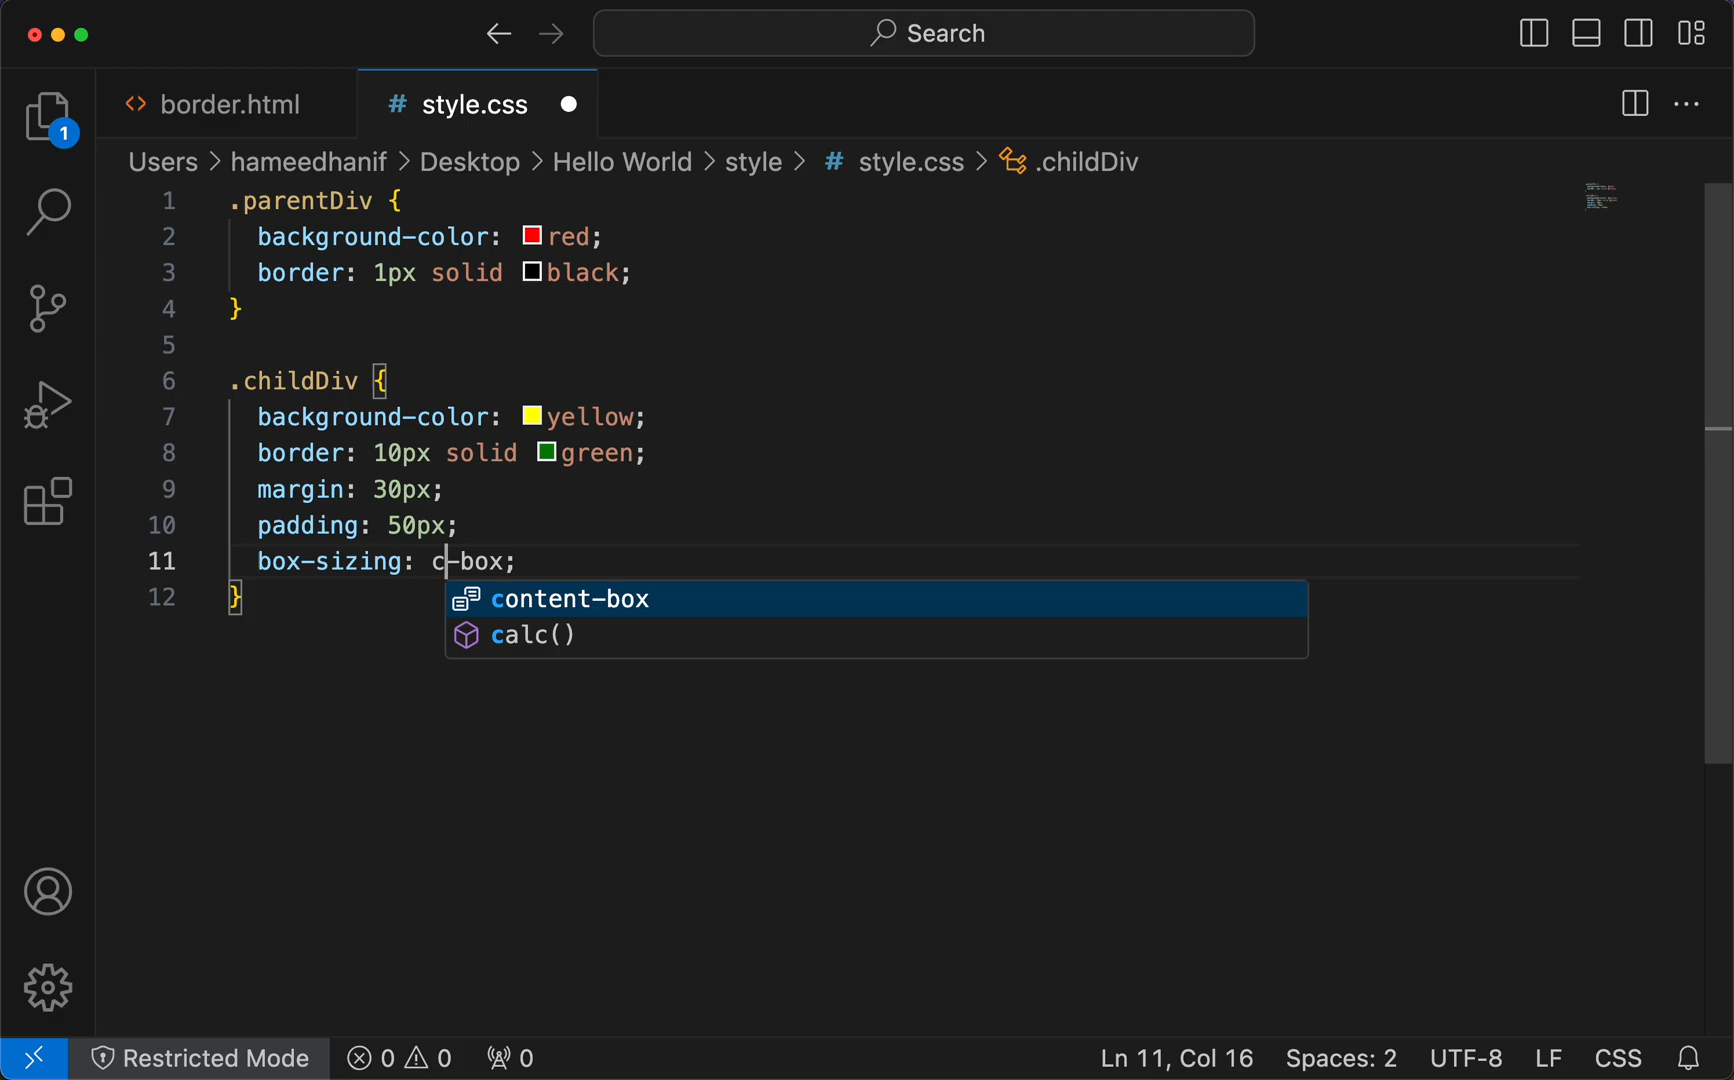 Search
border.html
# style.css
1
Users > hameedhanif > Desktop > Hello World > style > # style.css > .childDiv
1 .parentDiv {
2 background-color: red;
3 border: 1px solid black;
4 }
5
6 .childDiv {
7 background-color: yellow;
8 border: 10px solid green;
9 margin: 30px;
10 padding: 50px;
11 box-sizing: c-box;
12 }
content-box
calc()
Restricted Mode 0 0 0 Ln 11, Col 16 Spaces: 2 UTF-8 LF CSS